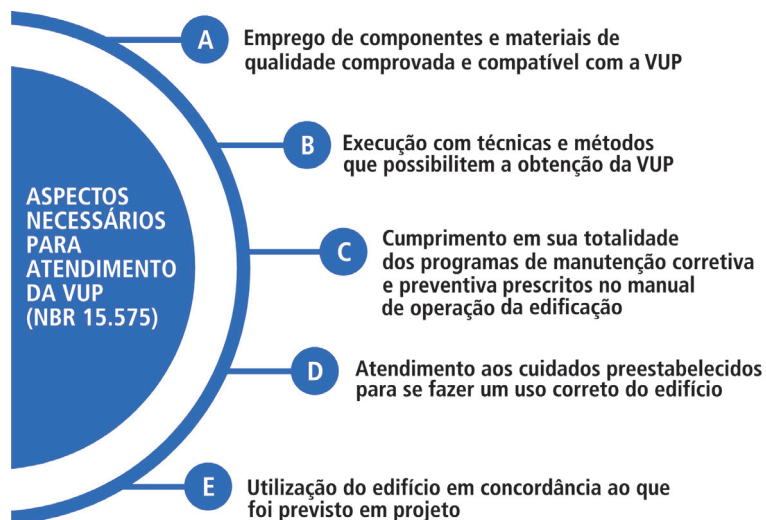 ASPECTOS
NECESSÁRIOS
PARA
ATENDIMENTO
DA VUP
(NBR 15.575)
A
Emprego de componentes e materiais de
qualidade comprovada e compatível com a VUP
B
Execução com técnicas e métodos
que possibilitem a obtenção da VUP
C
Cumprimento em sua totalidade
dos programas de manutenção corretiva
e preventiva prescritos no manual
de operação da edificação
D
Atendimento aos cuidados preestabelecidos
para se fazer um uso correto do edifício
E
Utilização do edifício em concordância ao que
foi previsto em projeto